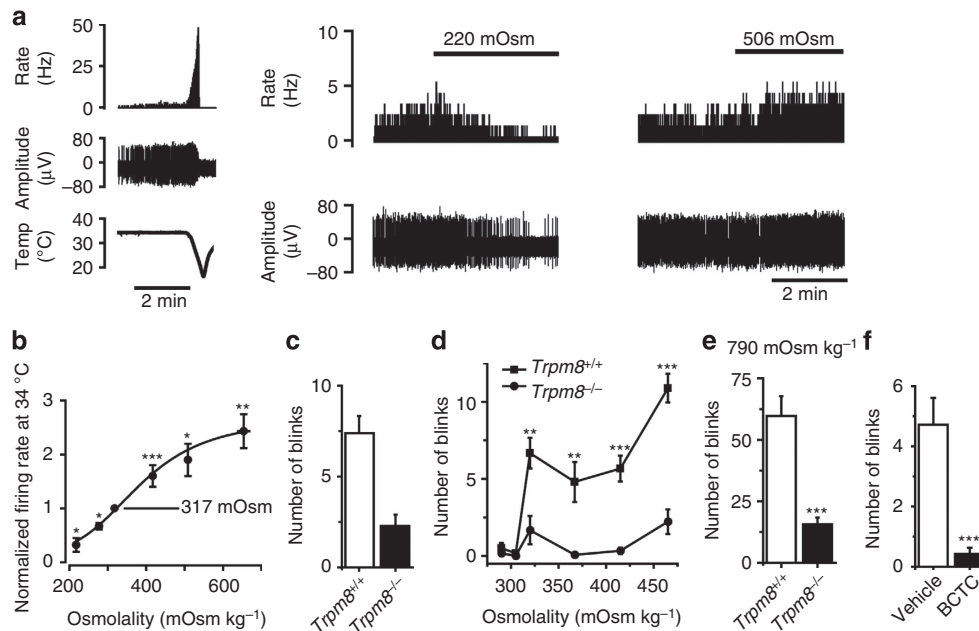 a
50
25
0
Rate
(Hz)
80
0
−80
Amplitude
(µV)
40
30
20
Temp
(°C)
2 min
10
5
0
Rate
(Hz)
220 mOsm
506 mOsm
80
0
−80
Amplitude
(µV)
2 min
b
Normalized firing rate at 34 °C
3
2
1
0
* * *** * **
317 mOsm
200 400 600
Osmolality (mOsm kg⁻¹)
c
Number of blinks
10
5
0
Trpm8+/+
Trpm8−/−
d
Trpm8+/+
Trpm8−/−
Number of blinks
10
5
0
** ** *** ***
300 350 400 450
Osmolality (mOsm kg⁻¹)
e
790 mOsm kg⁻¹
Number of blinks
75
50
25
0
***
Trpm8+/+
Trpm8−/−
f
Number of blinks
6
4
2
0
***
Vehicle
BCTC